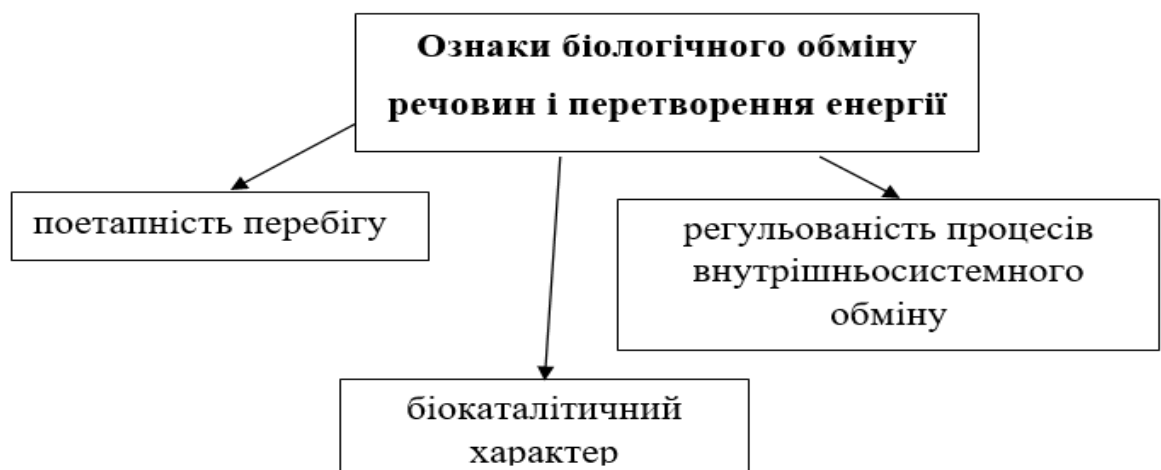 Ознаки біологічного обміну
речовин і перетворення енергії
поетапність перебігу
регульованість процесів
внутрішньосистемного
обміну
біокаталітичний
характер